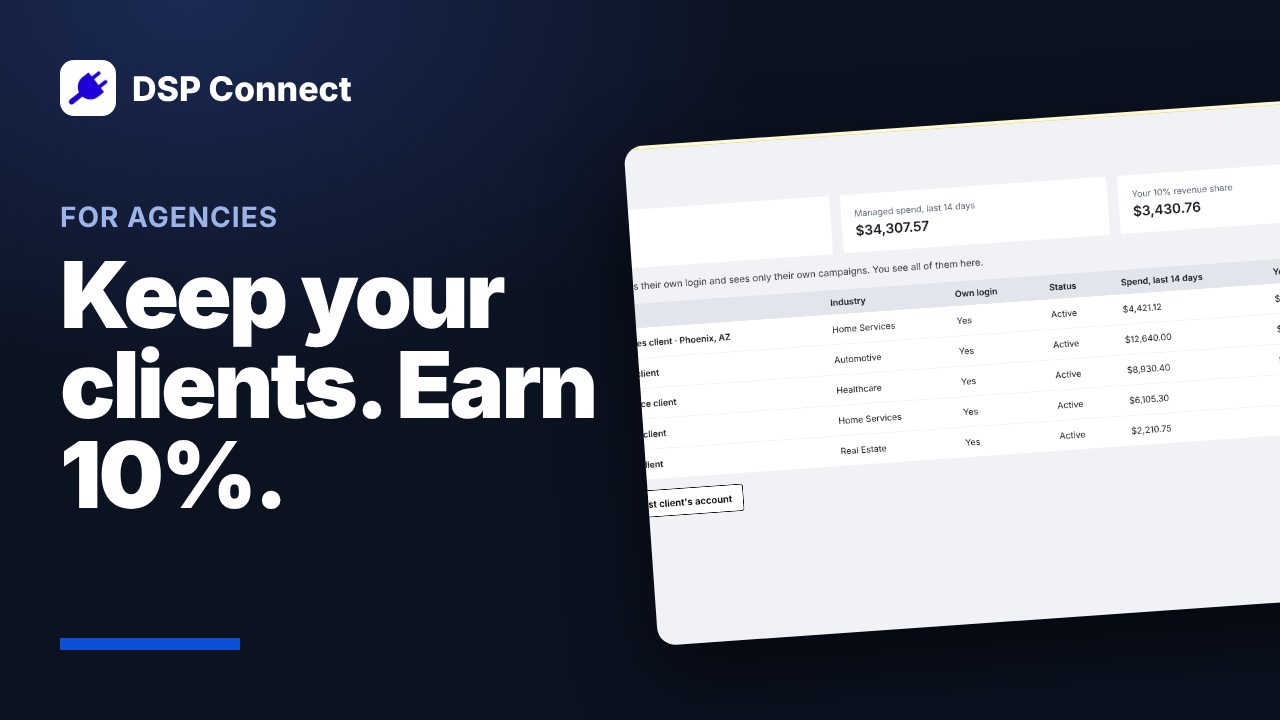 DSP Connect
FOR AGENCIES
Keep your
clients. Earn
10%.
Managed spend, last 14 days
$34,307.57
Your 10% revenue share
$3,430.76
their own login and sees only their own campaigns. You see all of them here.
Industry Own login Status Spend, last 14 days
client · Phoenix, AZ Home Services Yes Active $4,421.12
client Automotive Yes Active $12,640.00
client Healthcare Yes Active $8,930.40
client Home Services Yes Active $6,105.30
Real Estate Yes Active $2,210.75
client's account